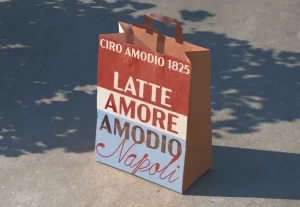 CIRO AMODIO 1825
LATTE
AMORE
AMODIO
Napoli